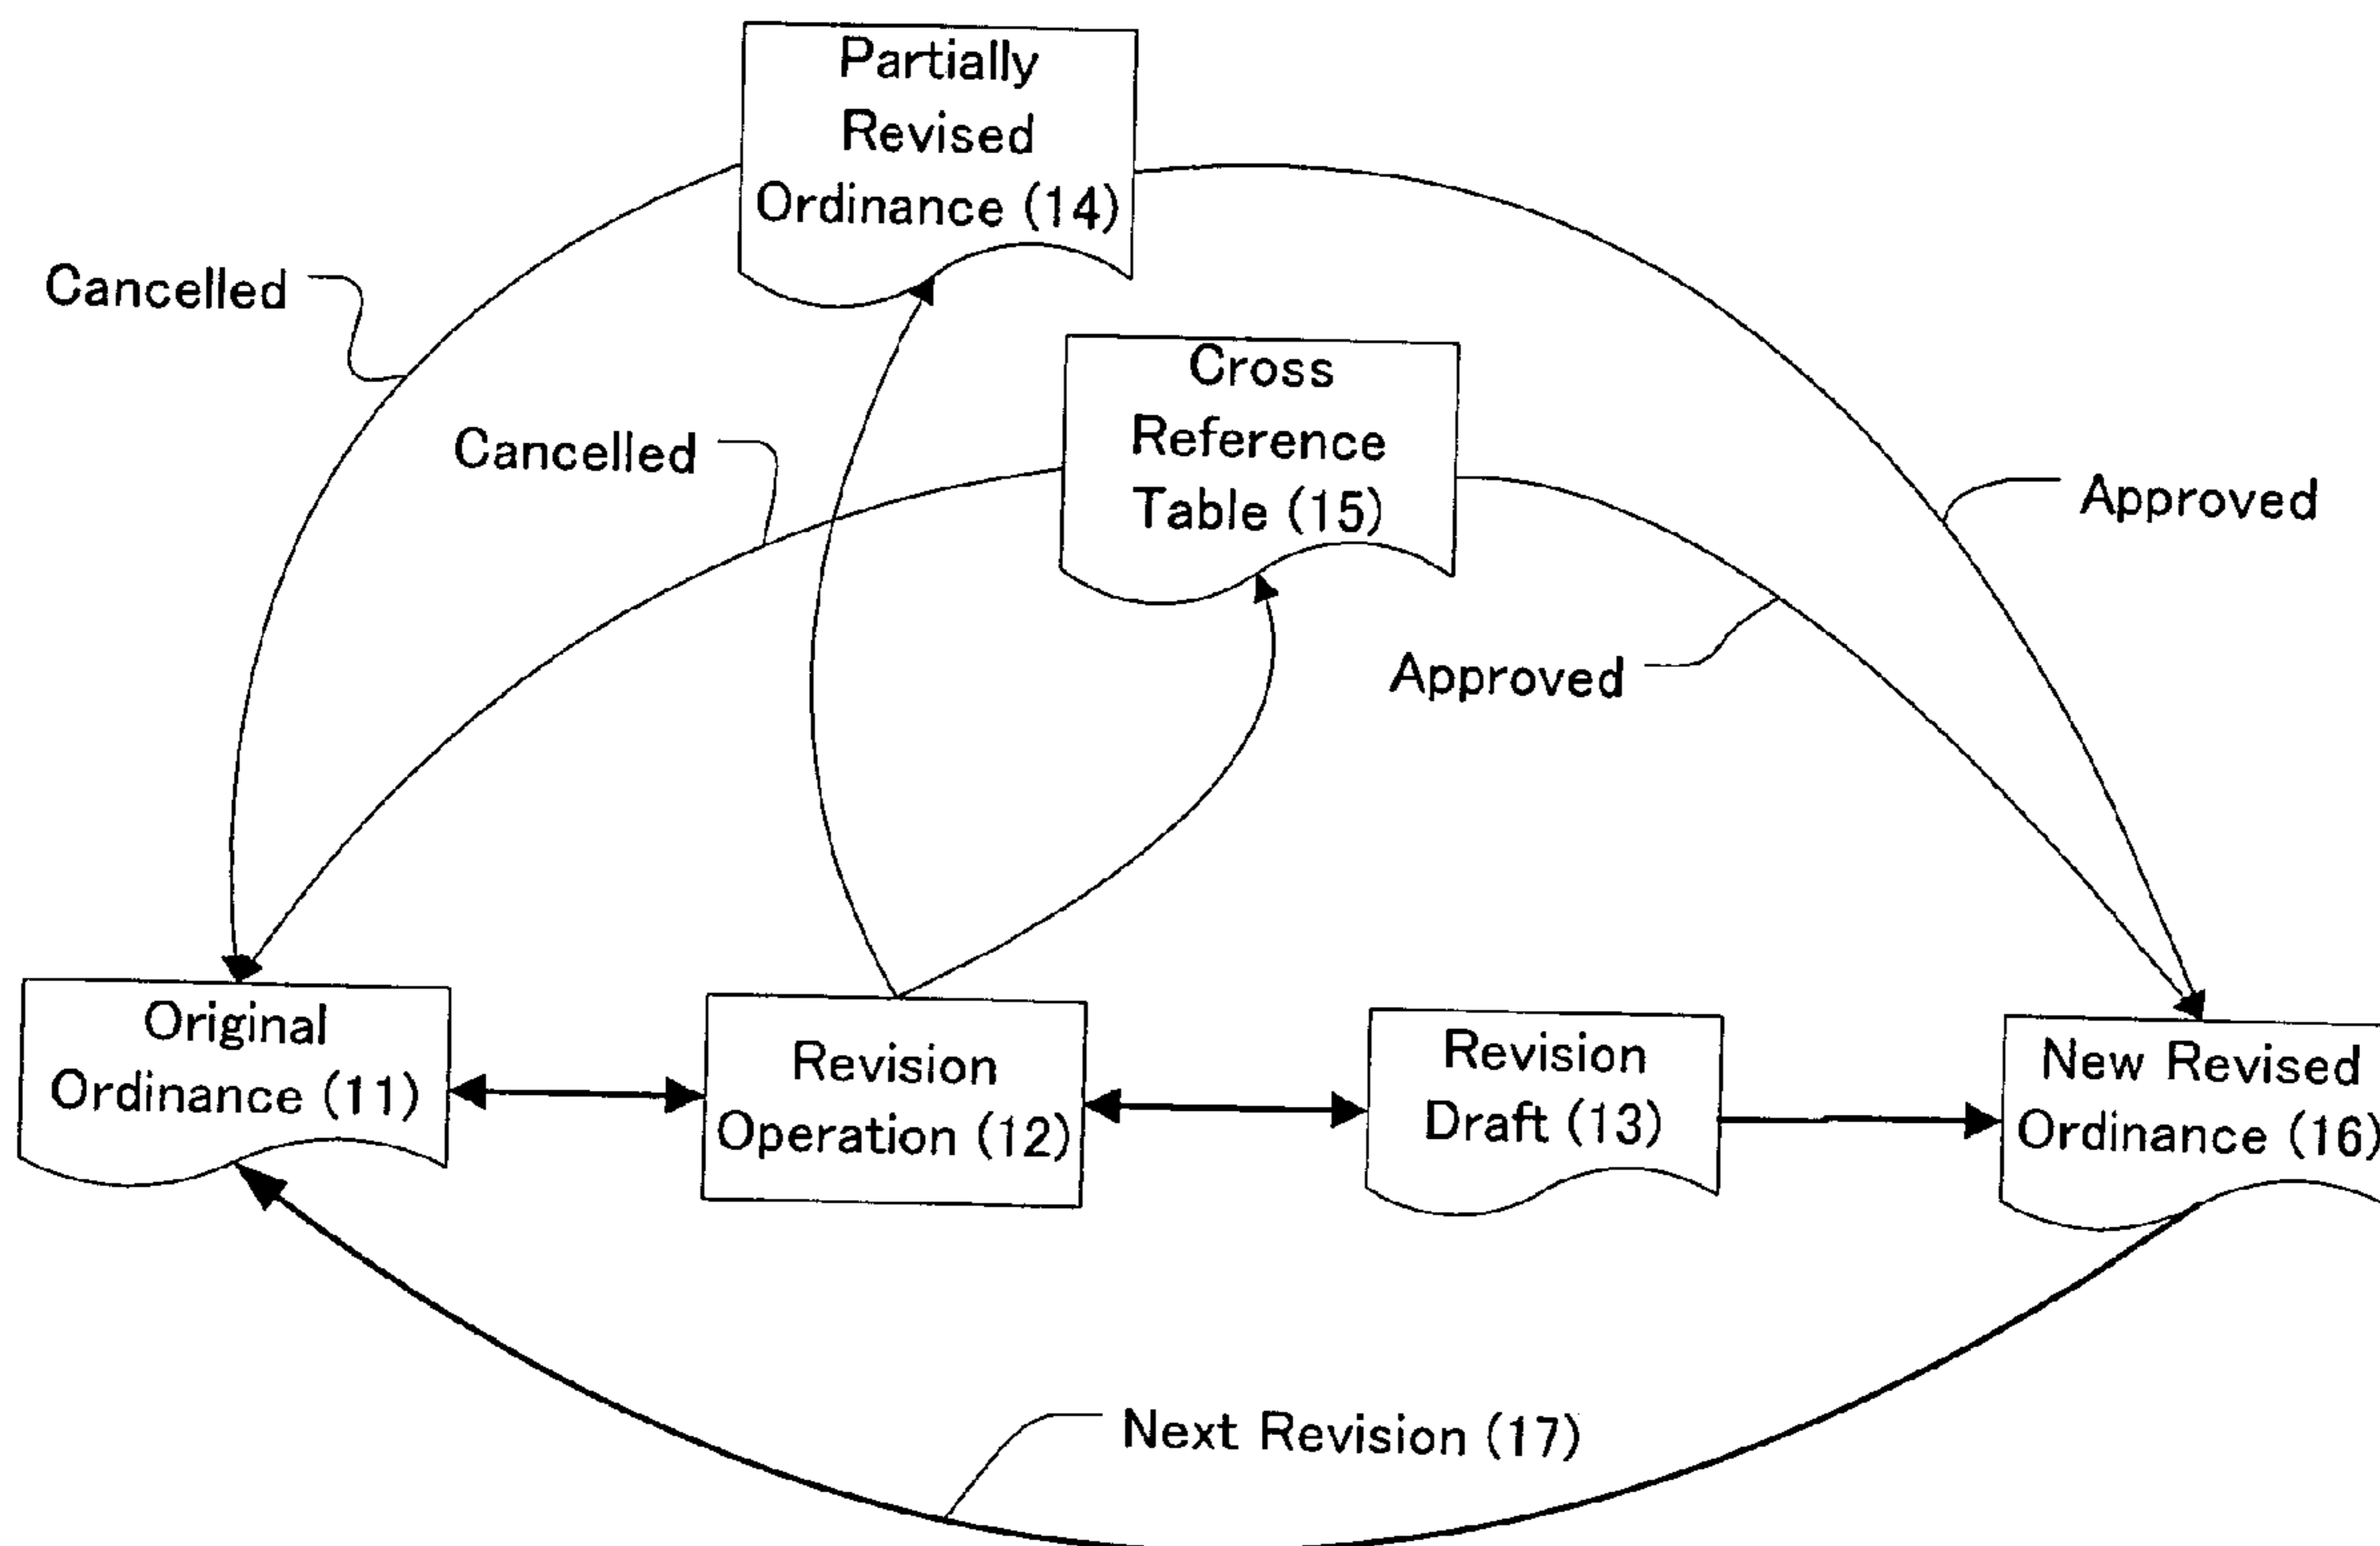 Partially
Revised
Ordinance (14)
Cancelled
Cross
Reference
Table (15)
Cancelled
Approved
Approved
Original
Ordinance (11)
Revision
Operation (12)
Revision
Draft (13)
New Revised
Ordinance (16)
Next Revision (17)